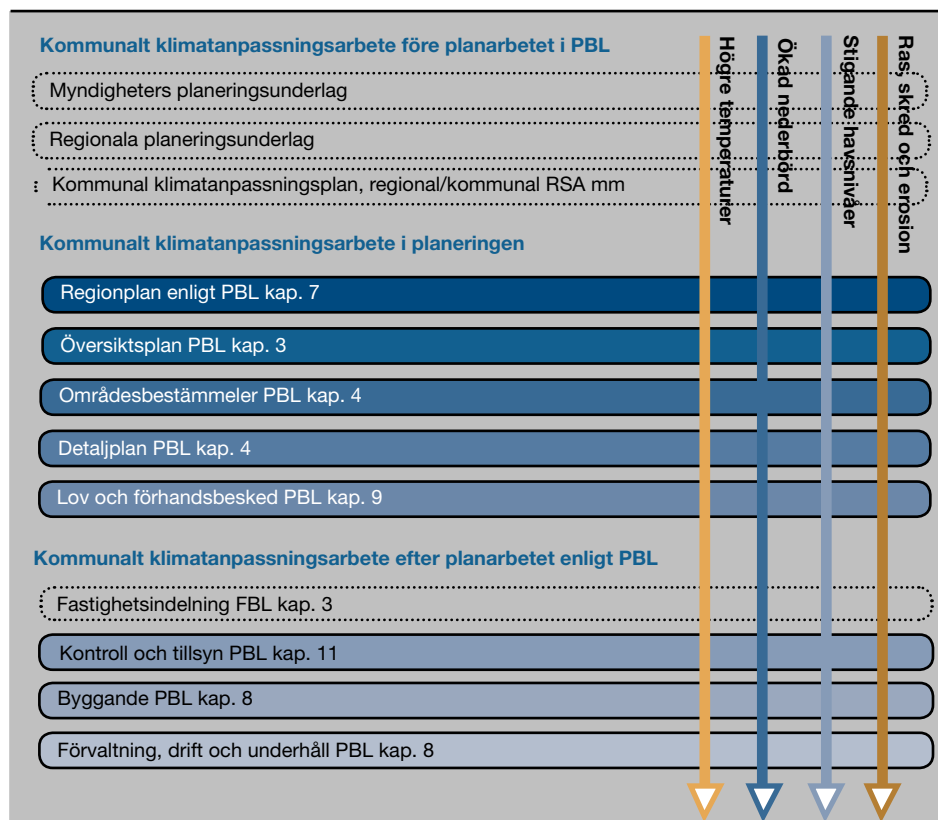 Kommunalt klimatanpassningsarbete före planarbetet i PBL
Myndigheters planeringsunderlag
Regionala planeringsunderlag
Kommunal klimatanpassningsplan, regional/kommunal RSA mm
Kommunalt klimatanpassningsarbete i planeringen
Regionplan enligt PBL kap. 7
Översiktsplan PBL kap. 3
Områdesbestämmeler PBL kap. 4
Detaljplan PBL kap. 4
Lov och förhandsbesked PBL kap. 9
Kommunalt klimatanpassningsarbete efter planarbetet enligt PBL
Fastighetsindelning FBL kap. 3
Kontroll och tillsyn PBL kap. 11
Byggande PBL kap. 8
Förvaltning, drift och underhåll PBL kap. 8
Högre temperaturer
Ökad nederbörd
Stigande havsnivåer
Ras, skred och erosion